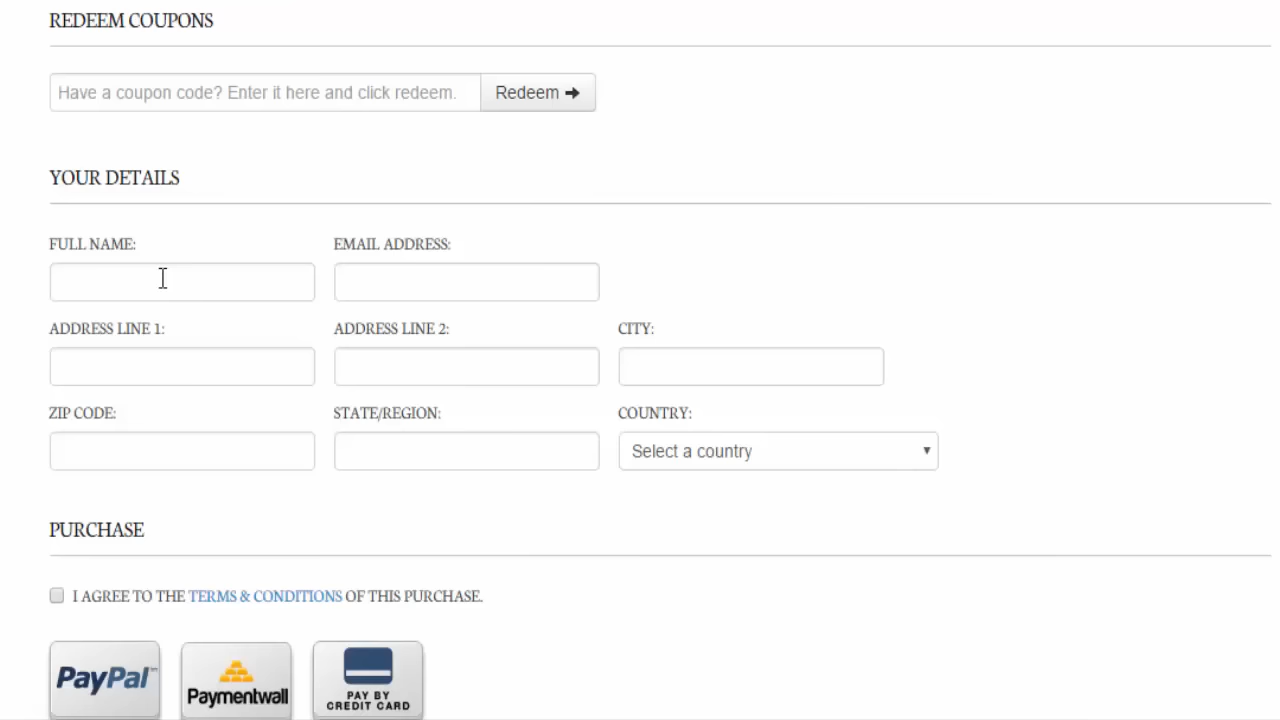 REDEEM COUPONS
Have a coupon code? Enter it here and click redeem.
Redeem
YOUR DETAILS
FULL NAME: EMAIL ADDRESS:
ADDRESS LINE 1: ADDRESS LINE 2: CITY:
ZIP CODE: STATE/REGION: COUNTRY:
Select a country
PURCHASE
I AGREE TO THE TERMS & CONDITIONS OF THIS PURCHASE.
PayPal™ Paymentwall PAY BY
CREDIT CARD